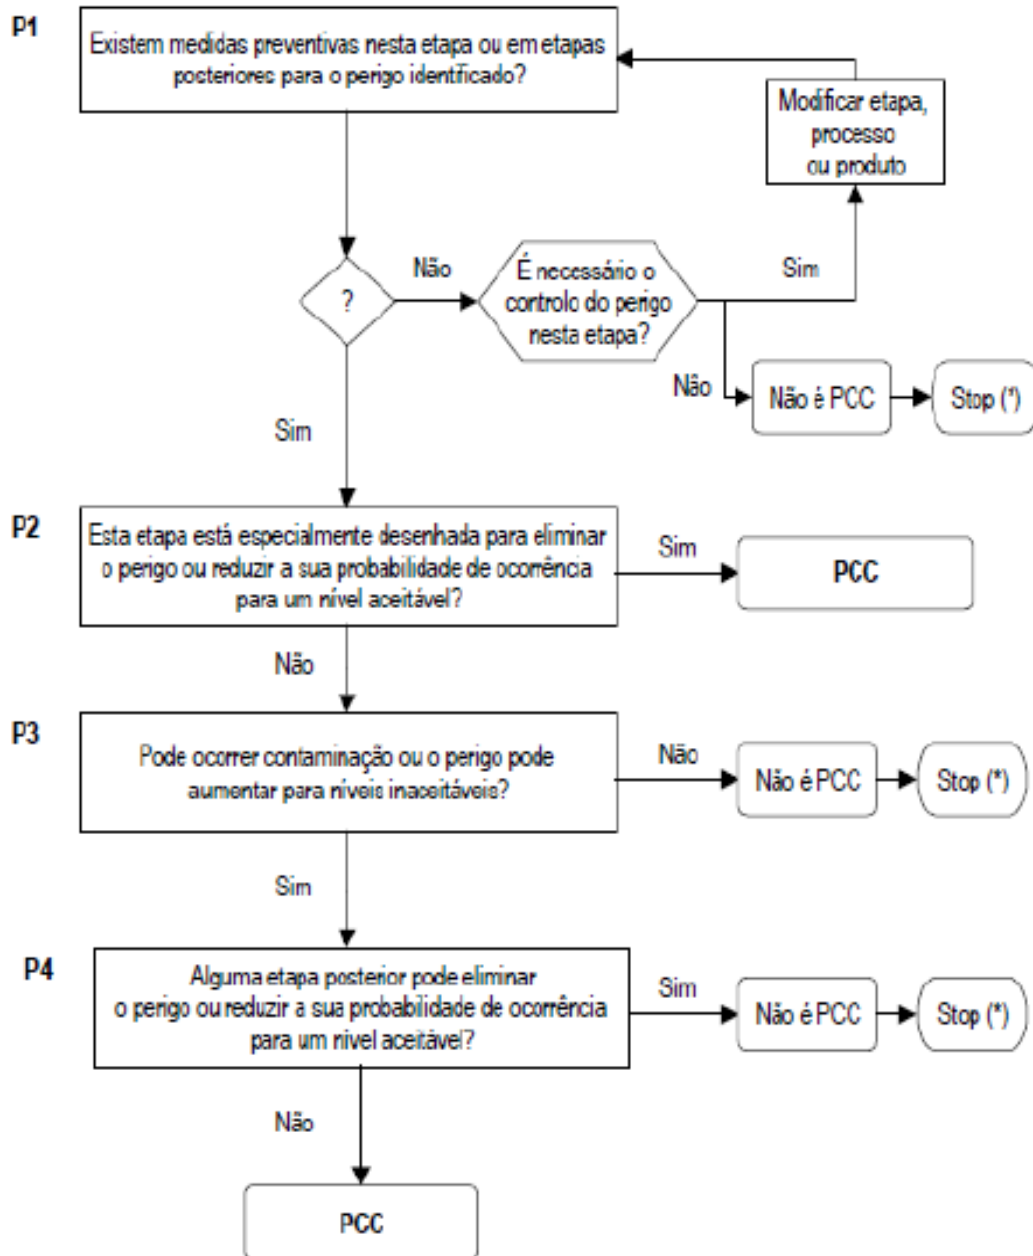 P1
Existem medidas preventivas nesta etapa ou em etapas
posteriores para o perigo identificado?
Modificar etapa,
processo
ou produto
?
Não
É necessário o
controlo do perigo
nesta etapa?
Sim
Não
Não é PCC
Stop (*)
Sim
P2
Esta etapa está especialmente desenhada para eliminar
o perigo ou reduzir a sua probabilidade de ocorrência
para um nível aceitável?
Sim
PCC
Não
P3
Pode ocorrer contaminação ou o perigo pode
aumentar para níveis inaceitáveis?
Não
Não é PCC
Stop (*)
Sim
P4
Alguma etapa posterior pode eliminar
o perigo ou reduzir a sua probabilidade de ocorrência
para um nível aceitável?
Sim
Não é PCC
Stop (*)
Não
PCC